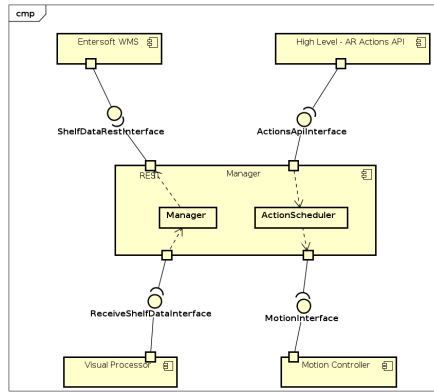 cmp
Entersoft WMS
High Level - AR Actions API
ShelfDataRestInterface
ActionsApiInterface
REST
Manager
Manager
ActionScheduler
ReceiveShelfDataInterface
MotionInterface
Visual Processor
Motion Controller